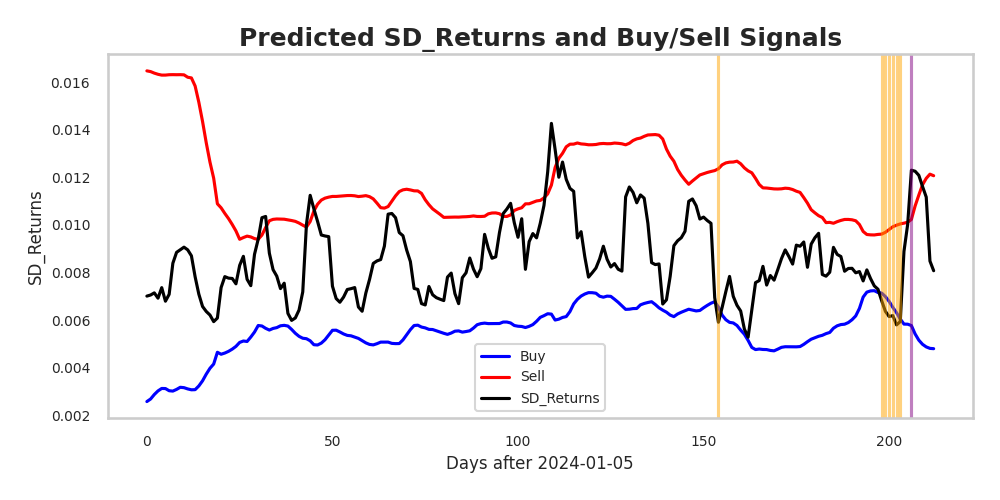 Predicted SD_Returns and Buy/Sell Signals
0.016
0.014
0.012
0.010
0.008
0.006
0.004
0.002
SD_Returns
Buy
Sell
SD_Returns
0 50 100 150 200
Days after 2024-01-05